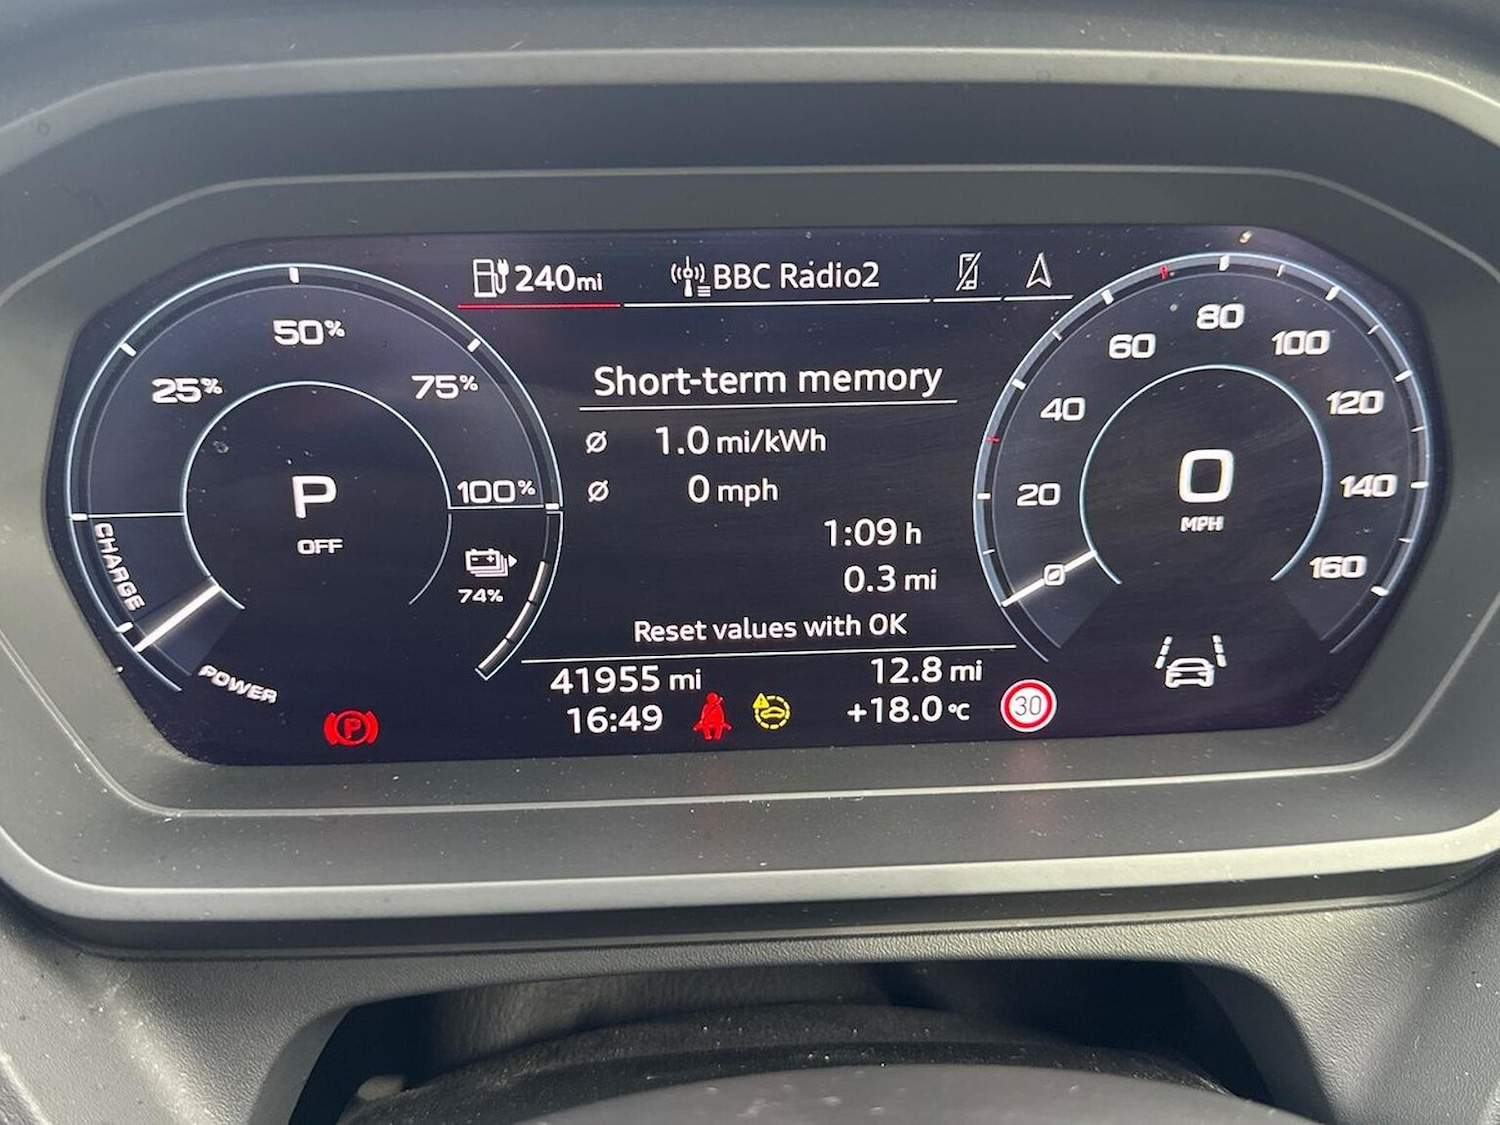 240mi
BBC Radio2
Short-term memory
Ø 1.0 mi/kWh
Ø 0 mph
1:09 h
0.3 mi
Reset values with OK
41955 mi
12.8 mi
16:49
+18.0°C
30
25%
50%
75%
100%
P
OFF
74%
CHARGE
POWER
P
0
20
40
60
80
100
120
140
160
0
MPH